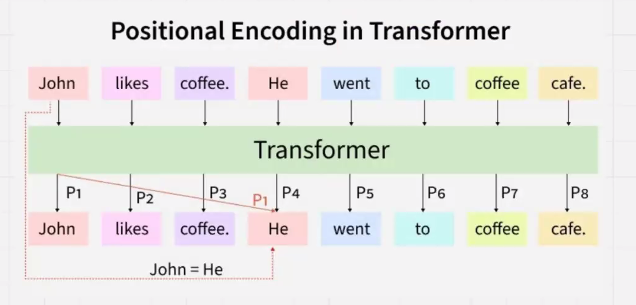 Positional Encoding in Transformer
John likes coffee. He went to coffee cafe.
Transformer
P1 P2 P3 P1 P4 P5 P6 P7 P8
John likes coffee. He went to coffee cafe.
John = He